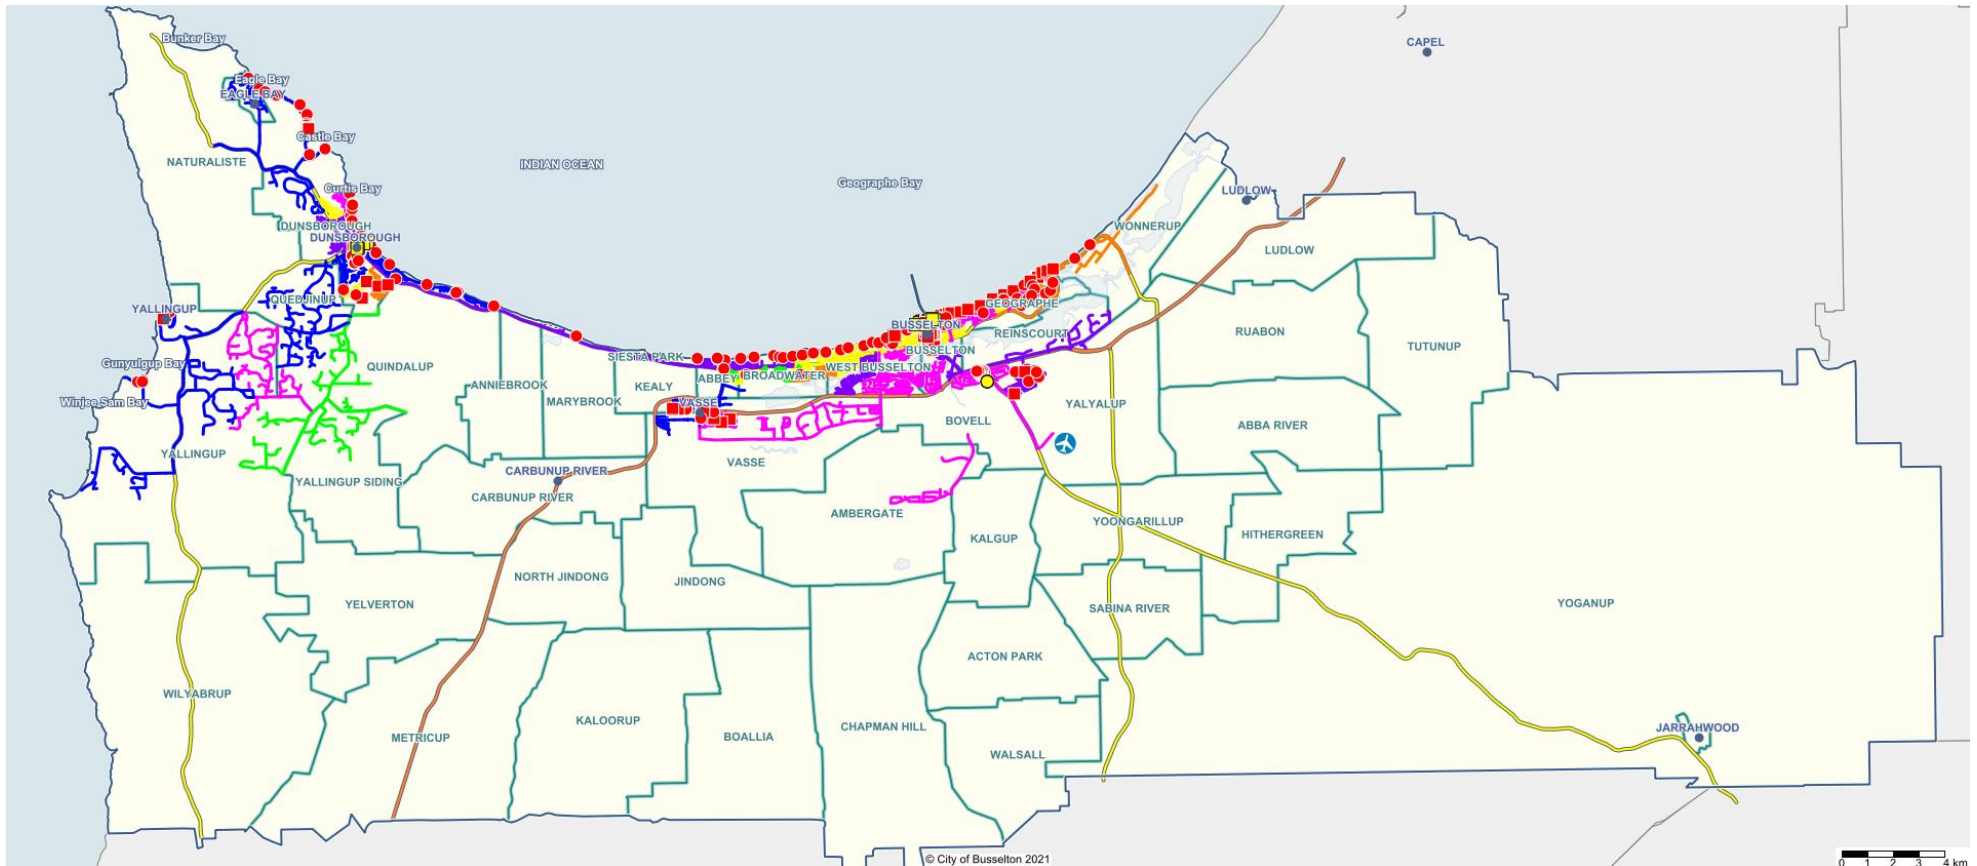 Bunker Bay
CAPEL
Eagle Bay
EAGLE BAY
Castle Bay
NATURALISTE
INDIAN OCEAN
Geographe Bay
Curtis Bay
LUDLOW
DUNSBOROUGH
DUNSBOROUGH
WONNERUP
LUDLOW
QUEDJINUP
YALLINGUP
GEOGRAPHE
BUSSELTON
REINSCOURT
RUABON
BUSSELTON
TUTUNUP
SIESTA PARK
Gunyulgup Bay
QUINDALUP
WEST BUSSELTON
BROADWATER
ABBEY
ANNIEBROOK
KEALY
MARYBROOK
Winjee Sam Bay
VASSE
YALYALUP
BOVELL
ABBA RIVER
YALLINGUP
VASSE
CARBUNUP RIVER
YALLINGUP SIDING
CARBUNUP RIVER
AMBERGATE
YOONGARILLUP
KALGUP
HITHERGREEN
NORTH JINDONG
JINDONG
YELVERTON
YOGANUP
SABINA RIVER
ACTON PARK
WILYABRUP
KALOORUP
CHAPMAN HILL
JARRAHWOOD
METRICUP
BOALLIA
WALSALL
© City of Busselton 2021
0 1 2 3 4 km